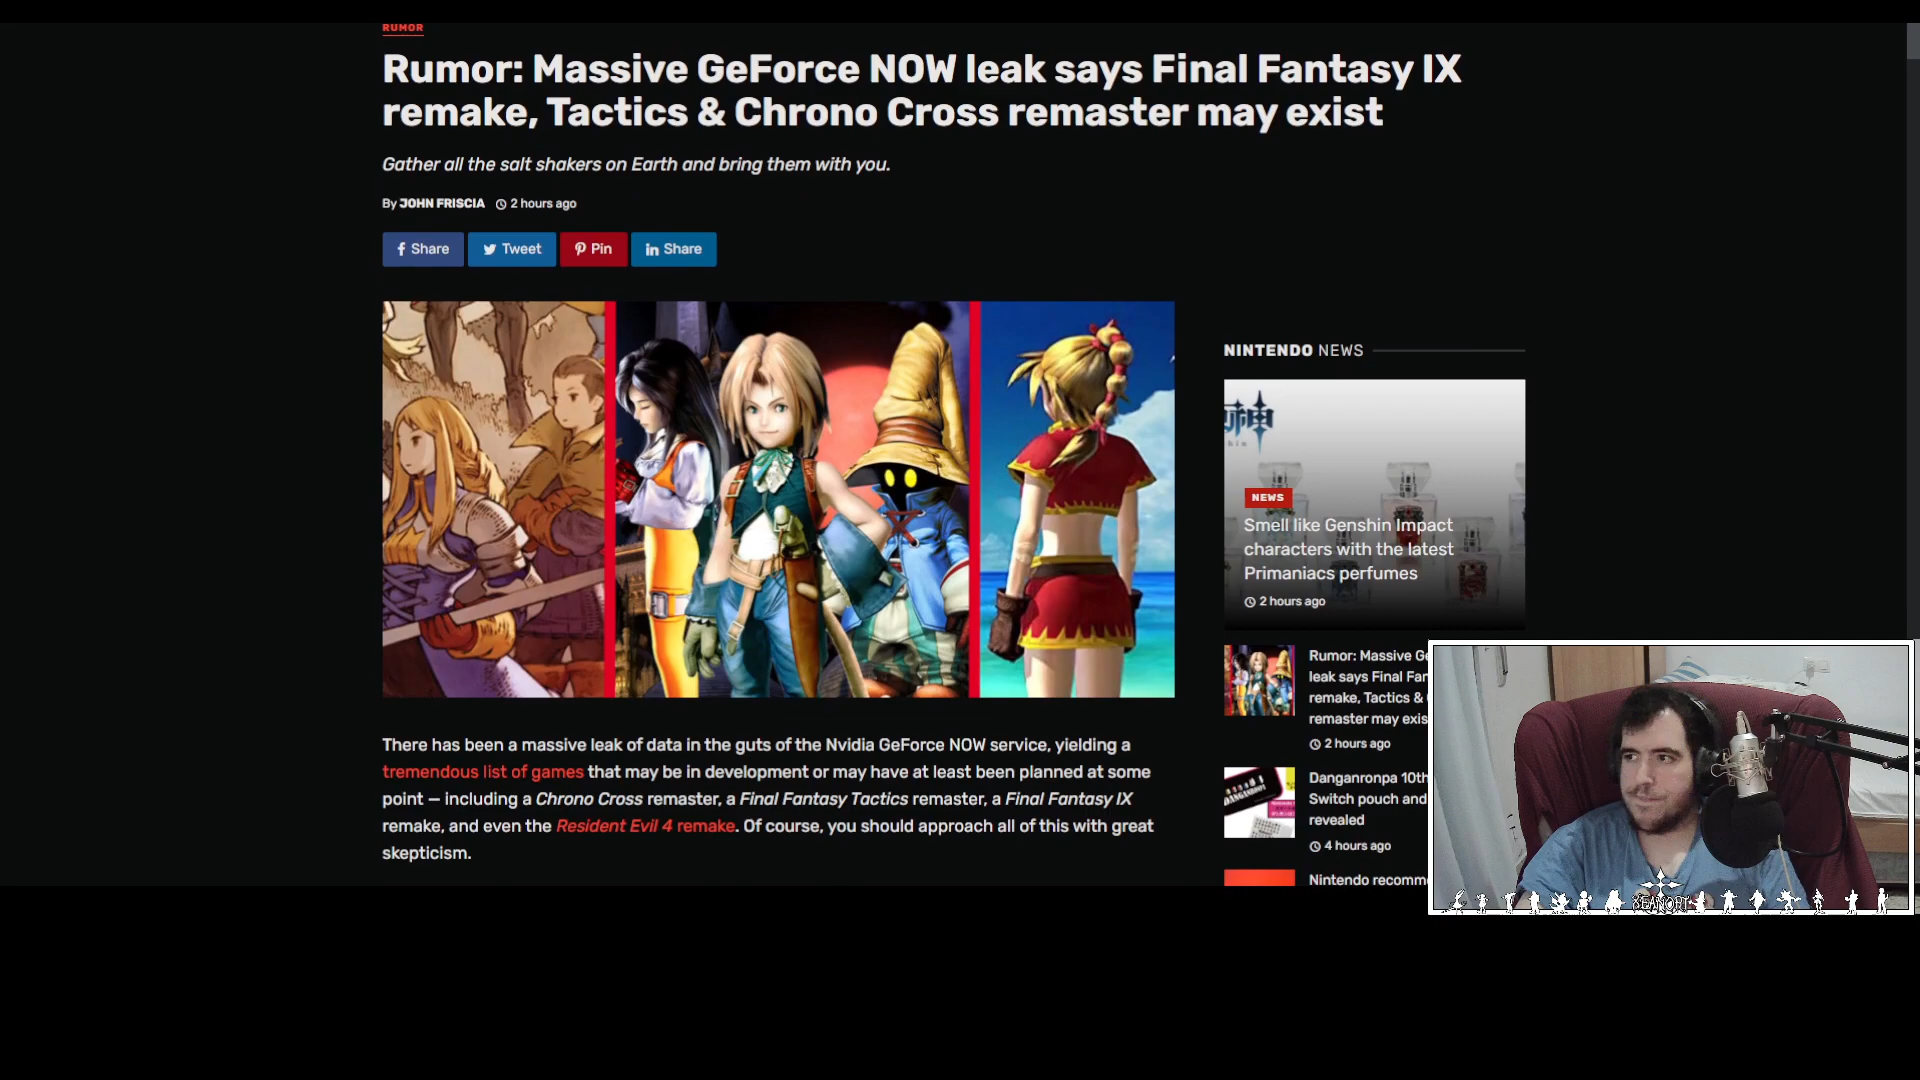 RUMOR
Rumor: Massive GeForce NOW leak says Final Fantasy IX
remake, Tactics & Chrono Cross remaster may exist
Gather all the salt shakers on Earth and bring them with you.
By JOHN FRISCIA 2 hours ago
Share Tweet Pin Share
There has been a massive leak of data in the guts of the Nvidia GeForce NOW service, yielding a
tremendous list of games that may be in development or may have at least been planned at some
point — including a Chrono Cross remaster, a Final Fantasy Tactics remaster, a Final Fantasy IX
remake, and even the Resident Evil 4 remake. Of course, you should approach all of this with great
skepticism.
NINTENDO NEWS
NEWS
Smell like Genshin Impact
characters with the latest
Primaniacs perfumes
2 hours ago
Rumor: Massive Ge
leak says Final Fan
remake, Tactics &
remaster may exis
2 hours ago
Danganronpa 10th
Switch pouch and
revealed
4 hours ago
Nintendo recomm